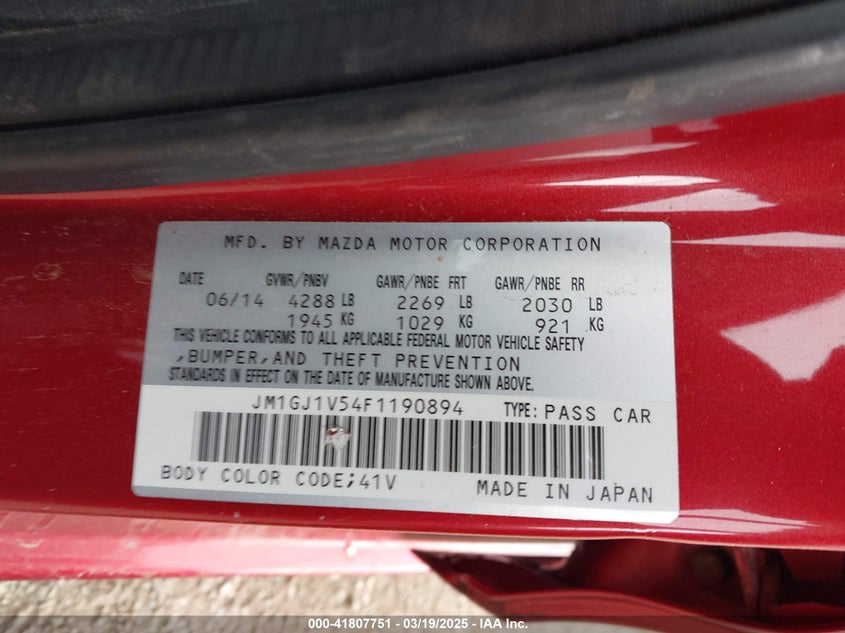 MFD. BY MAZDA MOTOR CORPORATION
DATE GVWR/PNBV GAWR/PNBE FRT GAWR/PNBE RR
06/14 4288 LB 2269 LB 2030 LB
1945 KG 1029 KG 921 KG
THIS VEHICLE CONFORMS TO ALL APPLICABLE FEDERAL MOTOR VEHICLE SAFETY
,BUMPER,AND THEFT PREVENTION
STANDARDS IN EFFECT ON THE DATE OF MANUFACTURE SHOWN ABOVE.
JM1GJ1V54F1190894 TYPE: PASS CAR
BODY COLOR CODE;41V
MADE IN JAPAN
000-41807751 - 03/19/2025 - IAA Inc.